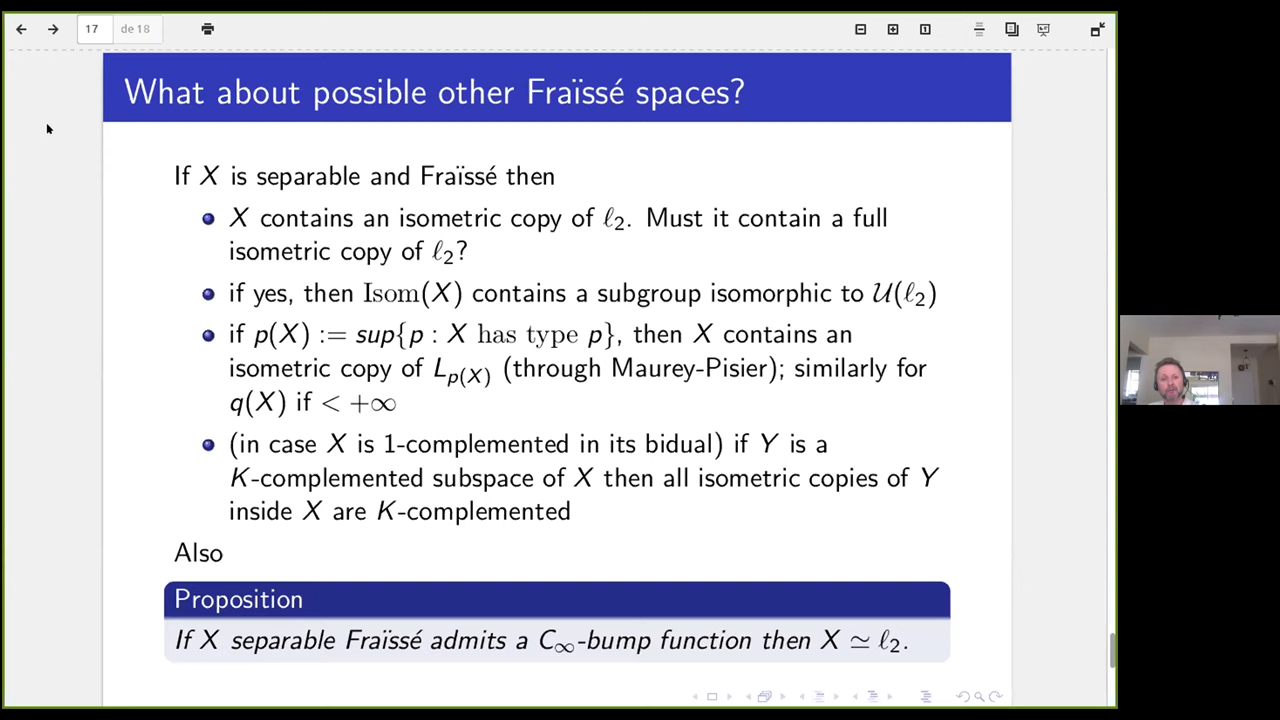 17 de 18
What about possible other Fraïssé spaces?
If X is separable and Fraïssé then
X contains an isometric copy of ℓ₂. Must it contain a full
isometric copy of ℓ₂?
if yes, then Isom(X) contains a subgroup isomorphic to 𝒰(ℓ₂)
if p(X) := sup{p : X has type p}, then X contains an
isometric copy of L_{p(X)} (through Maurey-Pisier); similarly for
q(X) if < +∞
(in case X is 1-complemented in its bidual) if Y is a
K-complemented subspace of X then all isometric copies of Y
inside X are K-complemented
Also
Proposition
If X separable Fraïssé admits a C∞-bump function then X ≃ ℓ₂.